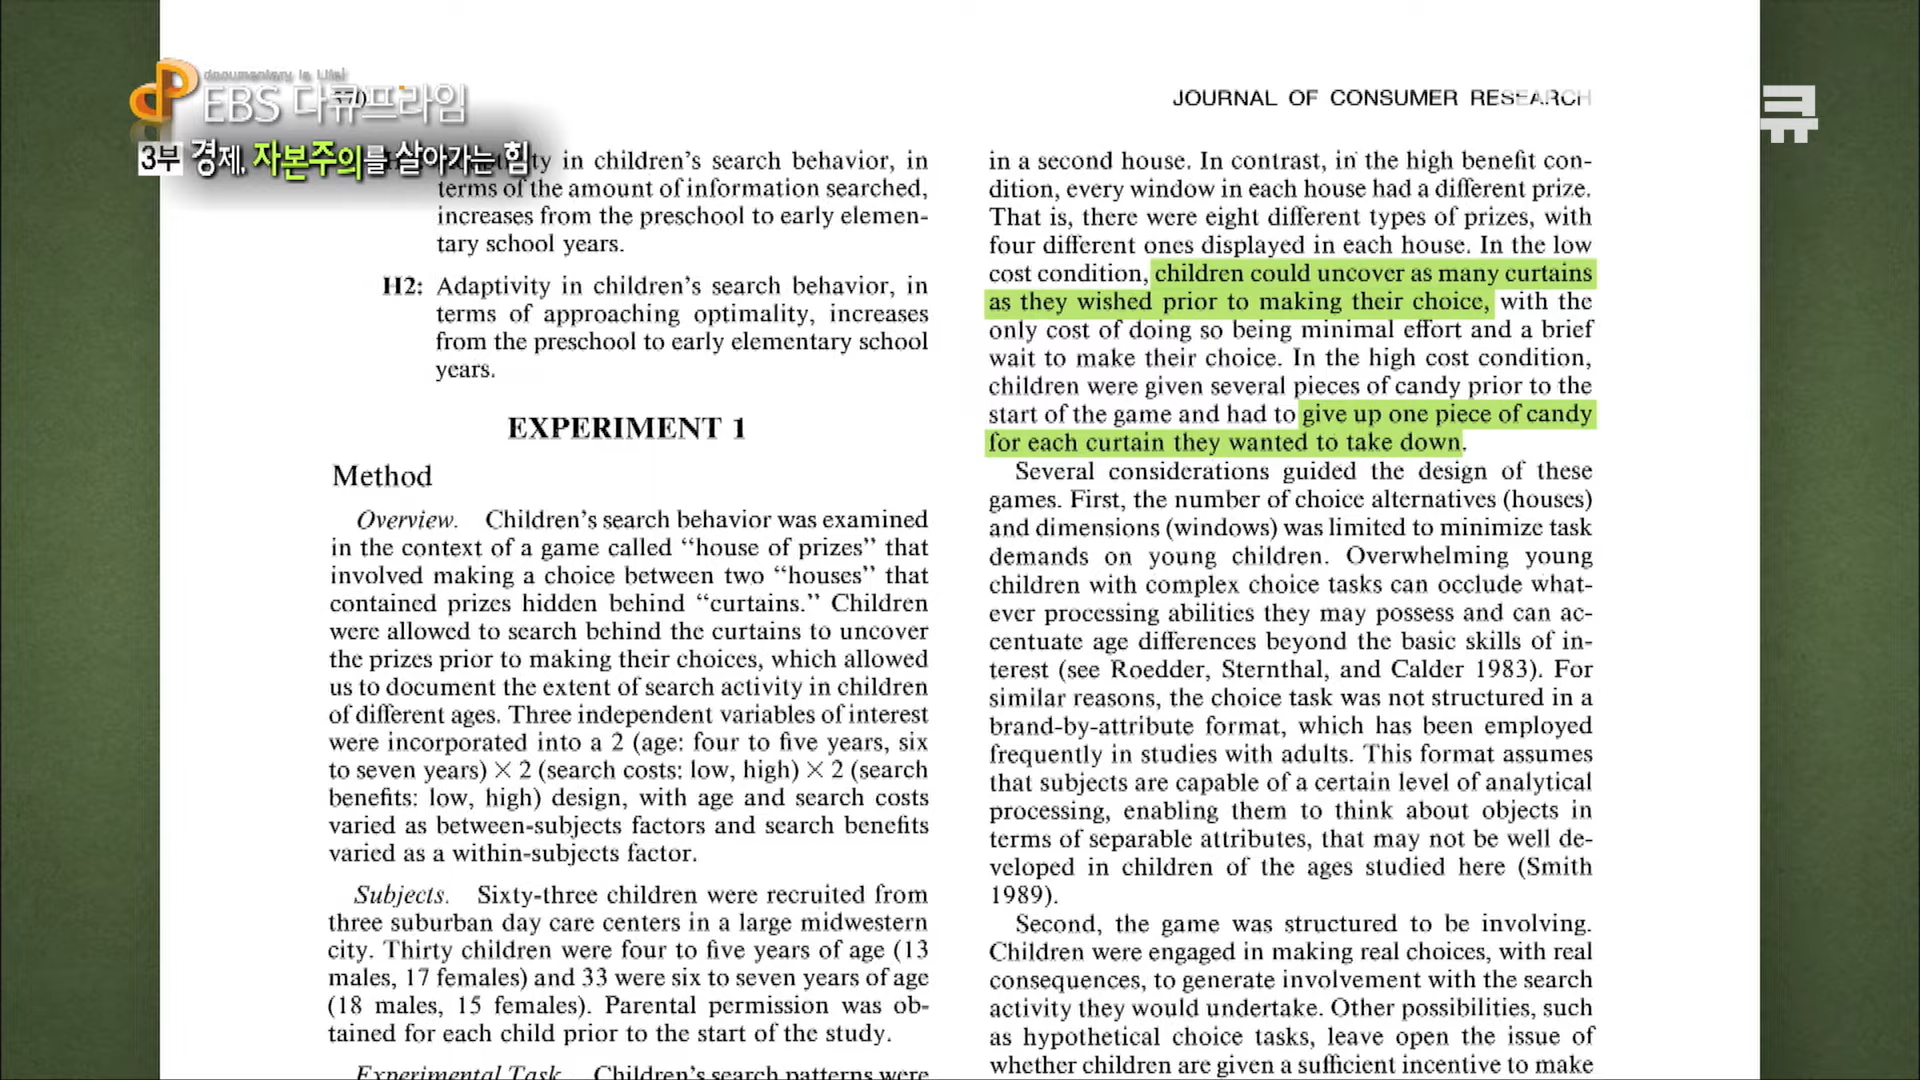 documentary is Life!
EBS 다큐프라임
3부 경제, 자본주의를 살아가는 힘
JOURNAL OF CONSUMER RESEARCH
큐
in children's search behavior, in
terms of the amount of information searched,
increases from the preschool to early elemen-
tary school years.
H2: Adaptivity in children's search behavior, in
terms of approaching optimality, increases
from the preschool to early elementary school
years.
EXPERIMENT 1
Method
Overview. Children's search behavior was examined
in the context of a game called “house of prizes” that
involved making a choice between two “houses” that
contained prizes hidden behind “curtains.” Children
were allowed to search behind the curtains to uncover
the prizes prior to making their choices, which allowed
us to document the extent of search activity in children
of different ages. Three independent variables of interest
were incorporated into a 2 (age: four to five years, six
to seven years) × 2 (search costs: low, high) × 2 (search
benefits: low, high) design, with age and search costs
varied as between-subjects factors and search benefits
varied as a within-subjects factor.
Subjects. Sixty-three children were recruited from
three suburban day care centers in a large midwestern
city. Thirty children were four to five years of age (13
males, 17 females) and 33 were six to seven years of age
(18 males, 15 females). Parental permission was ob-
tained for each child prior to the start of the study.
Experimental Task. Children's search patterns were
in a second house. In contrast, in the high benefit con-
dition, every window in each house had a different prize.
That is, there were eight different types of prizes, with
four different ones displayed in each house. In the low
cost condition, children could uncover as many curtains
as they wished prior to making their choice, with the
only cost of doing so being minimal effort and a brief
wait to make their choice. In the high cost condition,
children were given several pieces of candy prior to the
start of the game and had to give up one piece of candy
for each curtain they wanted to take down.
Several considerations guided the design of these
games. First, the number of choice alternatives (houses)
and dimensions (windows) was limited to minimize task
demands on young children. Overwhelming young
children with complex choice tasks can occlude what-
ever processing abilities they may possess and can ac-
centuate age differences beyond the basic skills of in-
terest (see Roedder, Sternthal, and Calder 1983). For
similar reasons, the choice task was not structured in a
brand-by-attribute format, which has been employed
frequently in studies with adults. This format assumes
that subjects are capable of a certain level of analytical
processing, enabling them to think about objects in
terms of separable attributes, that may not be well de-
veloped in children of the ages studied here (Smith
1989).
Second, the game was structured to be involving.
Children were engaged in making real choices, with real
consequences, to generate involvement with the search
activity they would undertake. Other possibilities, such
as hypothetical choice tasks, leave open the issue of
whether children are given a sufficient incentive to make